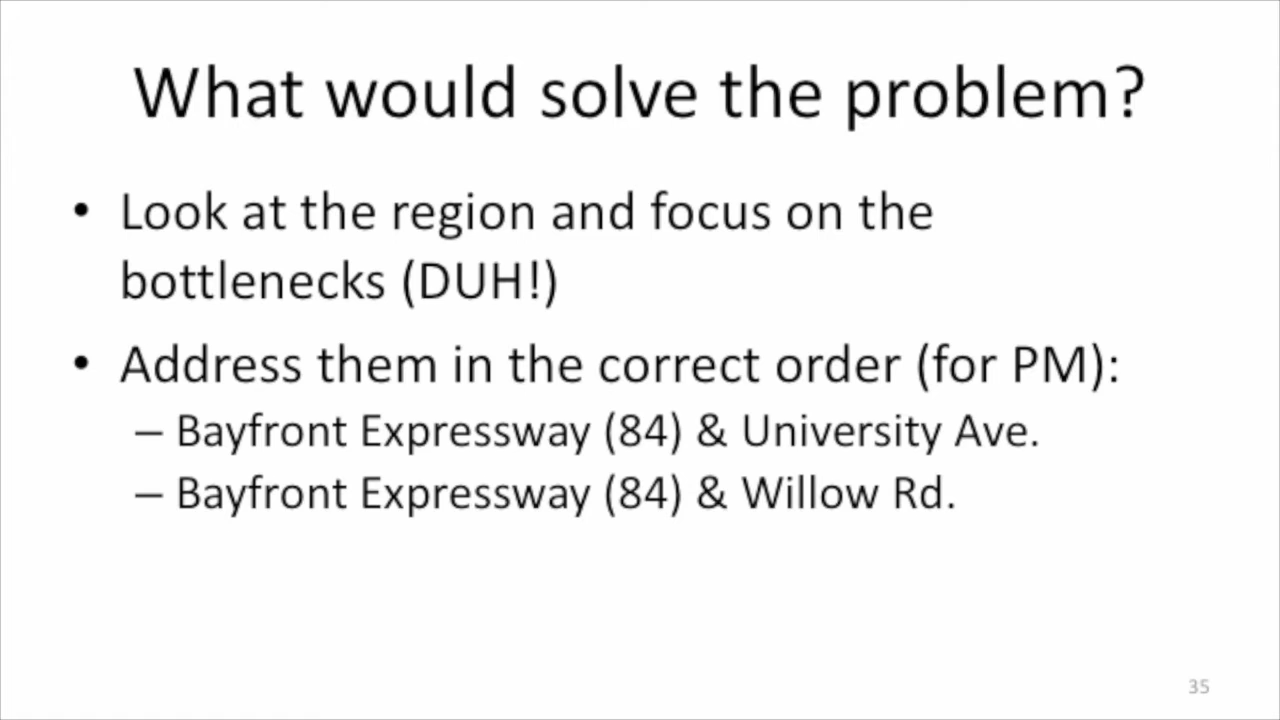 What would solve the problem?
• Look at the region and focus on the
bottlenecks (DUH!)
• Address them in the correct order (for PM):
– Bayfront Expressway (84) & University Ave.
– Bayfront Expressway (84) & Willow Rd.
35